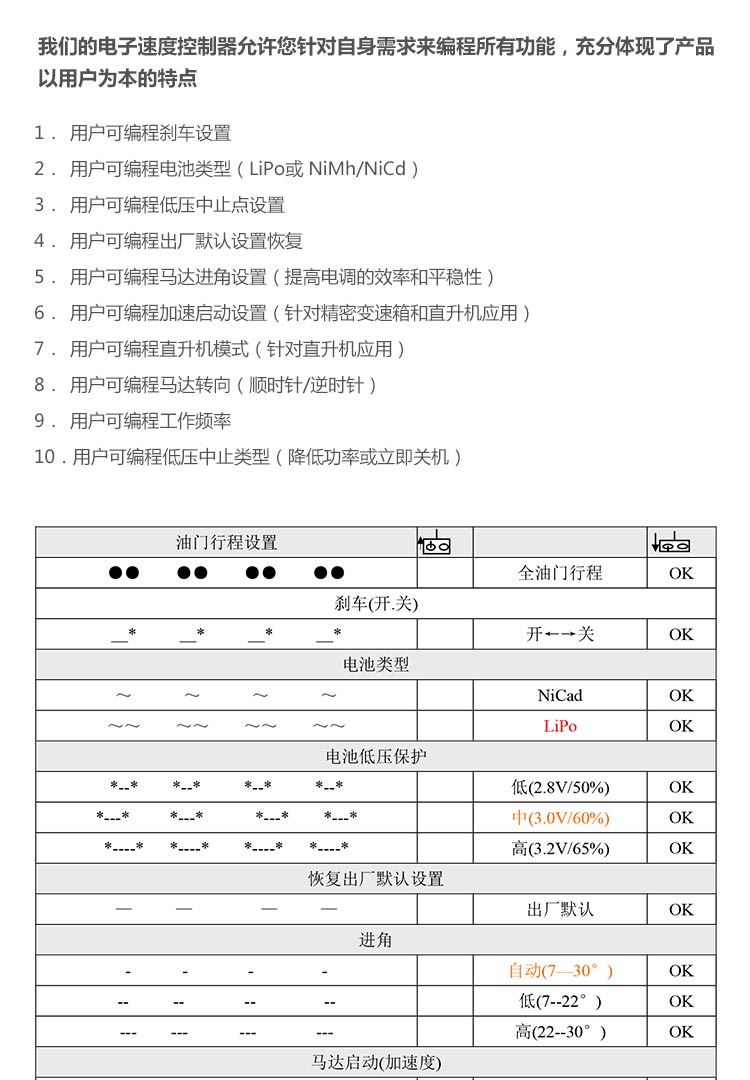 我们的电子速度控制器允许您针对自身需求来编程所有功能，充分体现了产品
以用户为本的特点
1． 用户可编程刹车设置
2． 用户可编程电池类型（LiPo或 NiMh/NiCd）
3． 用户可编程低压中止点设置
4． 用户可编程出厂默认设置恢复
5． 用户可编程马达进角设置（提高电调的效率和平稳性）
6． 用户可编程加速启动设置（针对精密变速箱和直升机应用）
7． 用户可编程直升机模式（针对直升机应用）
8． 用户可编程马达转向（顺时针/逆时针）
9． 用户可编程工作频率
10．用户可编程低压中止类型（降低功率或立即关机）
油门行程设置
●● ●● ●● ●● 全油门行程 OK
刹车(开.关)
__* __* __* __* 开←→关 OK
电池类型
～ ～ ～ ～ NiCad OK
～～ ～～ ～～ ～～ LiPo OK
电池低压保护
*--* *--* *--* *--* 低(2.8V/50%) OK
*---* *---* *---* *---* 中(3.0V/60%) OK
*----* *----* *----* *----* 高(3.2V/65%) OK
恢复出厂默认设置
— — — — 出厂默认 OK
进角
- - - - 自动(7—30°) OK
-- -- -- -- 低(7--22°) OK
--- --- --- --- 高(22--30°) OK
马达启动(加速度)